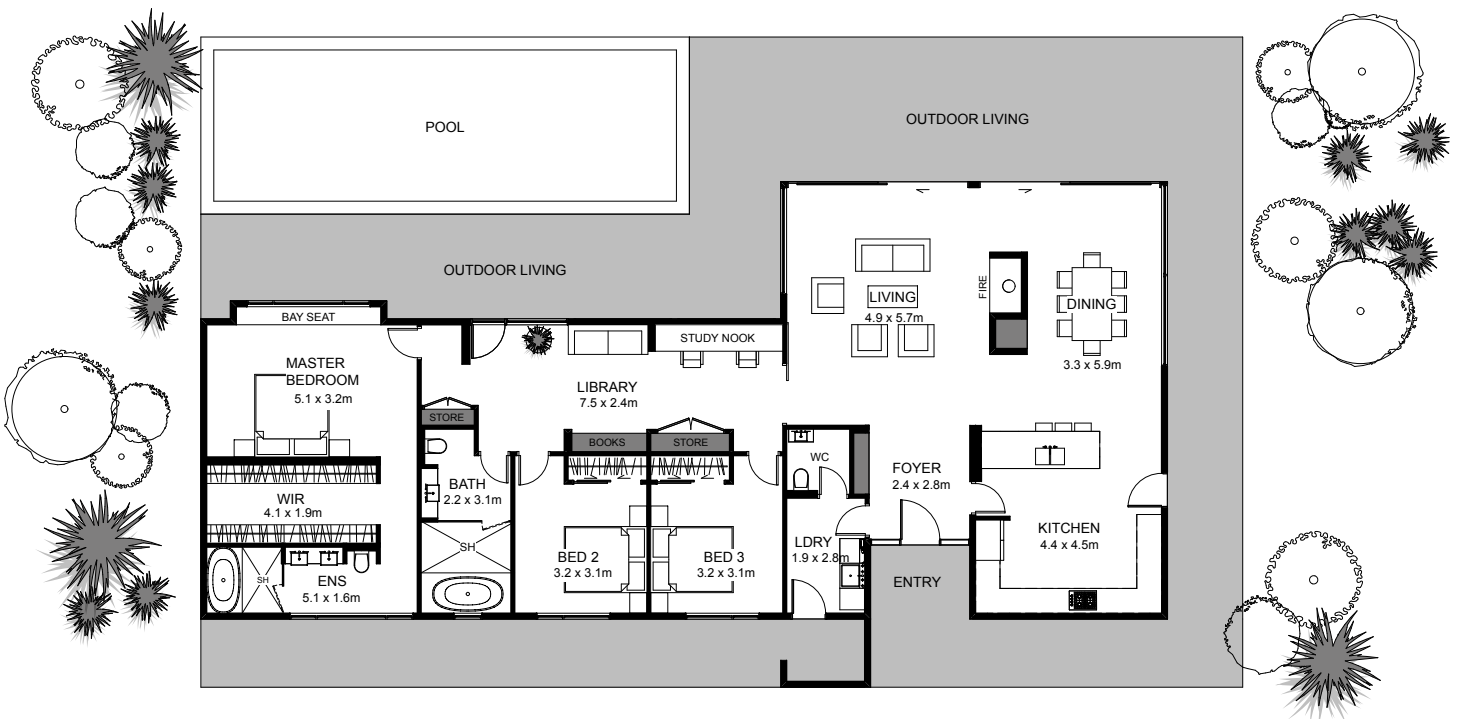 POOL
OUTDOOR LIVING
OUTDOOR LIVING
BAY SEAT
MASTER
BEDROOM
5.1 x 3.2m
STUDY NOOK
LIBRARY
7.5 x 2.4m
LIVING
4.9 x 5.7m
FIRE
DINING
3.3 x 5.9m
STORE
BOOKS
STORE
WIR
4.1 x 1.9m
BATH
2.2 x 3.1m
WC
FOYER
2.4 x 2.8m
SH
ENS
5.1 x 1.6m
SH
BED 2
3.2 x 3.1m
BED 3
3.2 x 3.1m
LDRY
1.9 x 2.8m
ENTRY
KITCHEN
4.4 x 4.5m